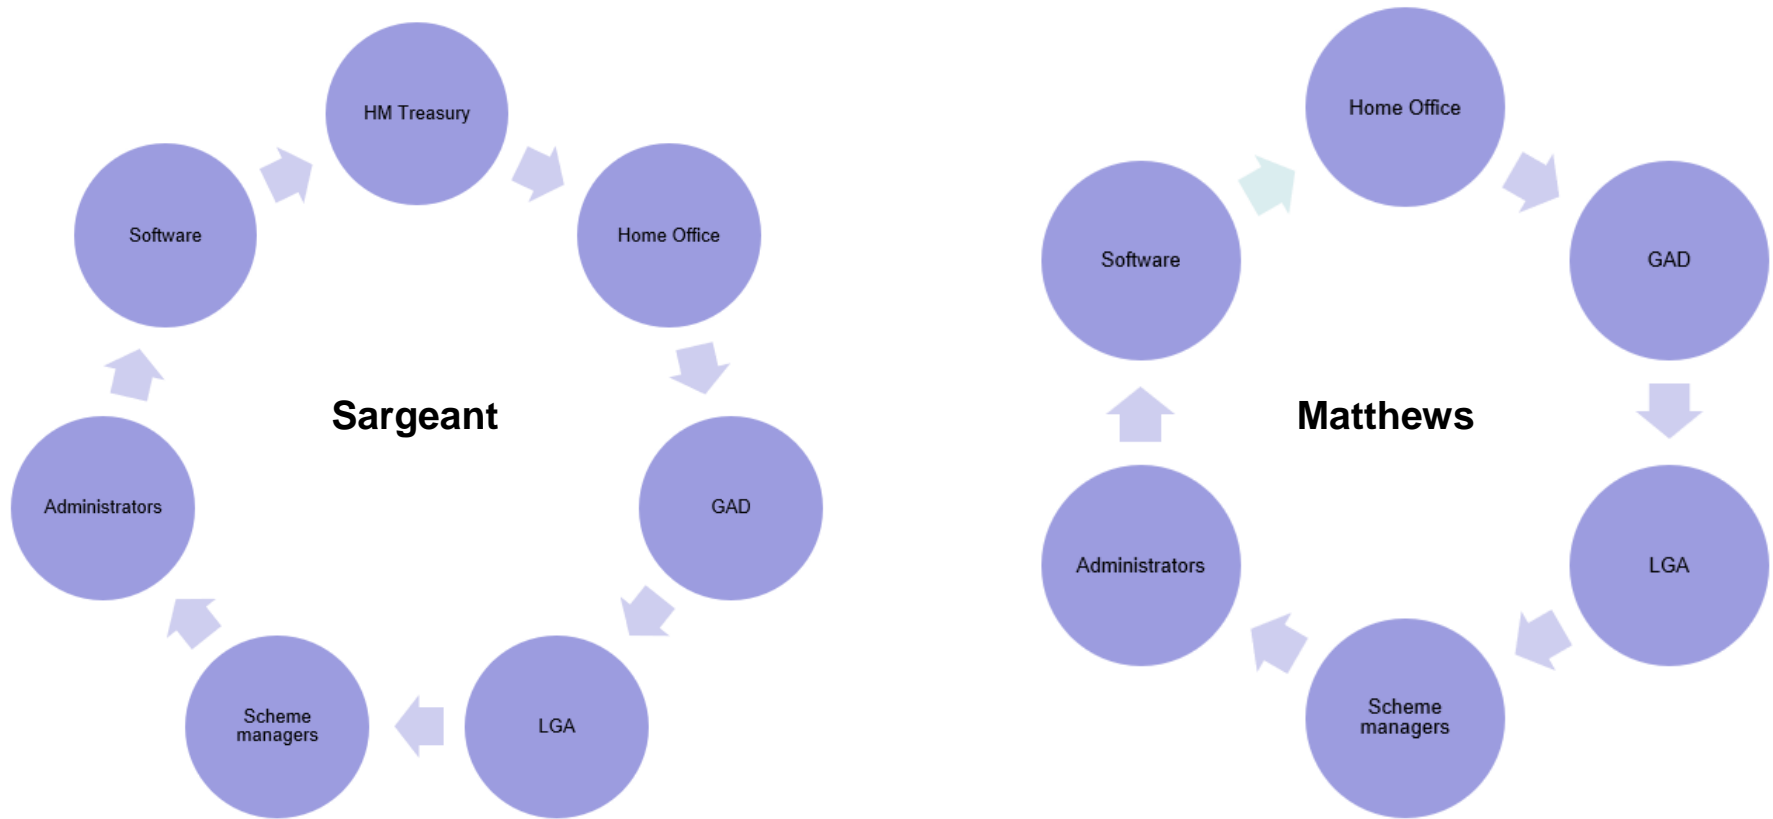 HM Treasury
Home Office
GAD
LGA
Scheme
managers
Administrators
Software
Sargeant
Home Office
GAD
LGA
Scheme
managers
Administrators
Software
Matthews